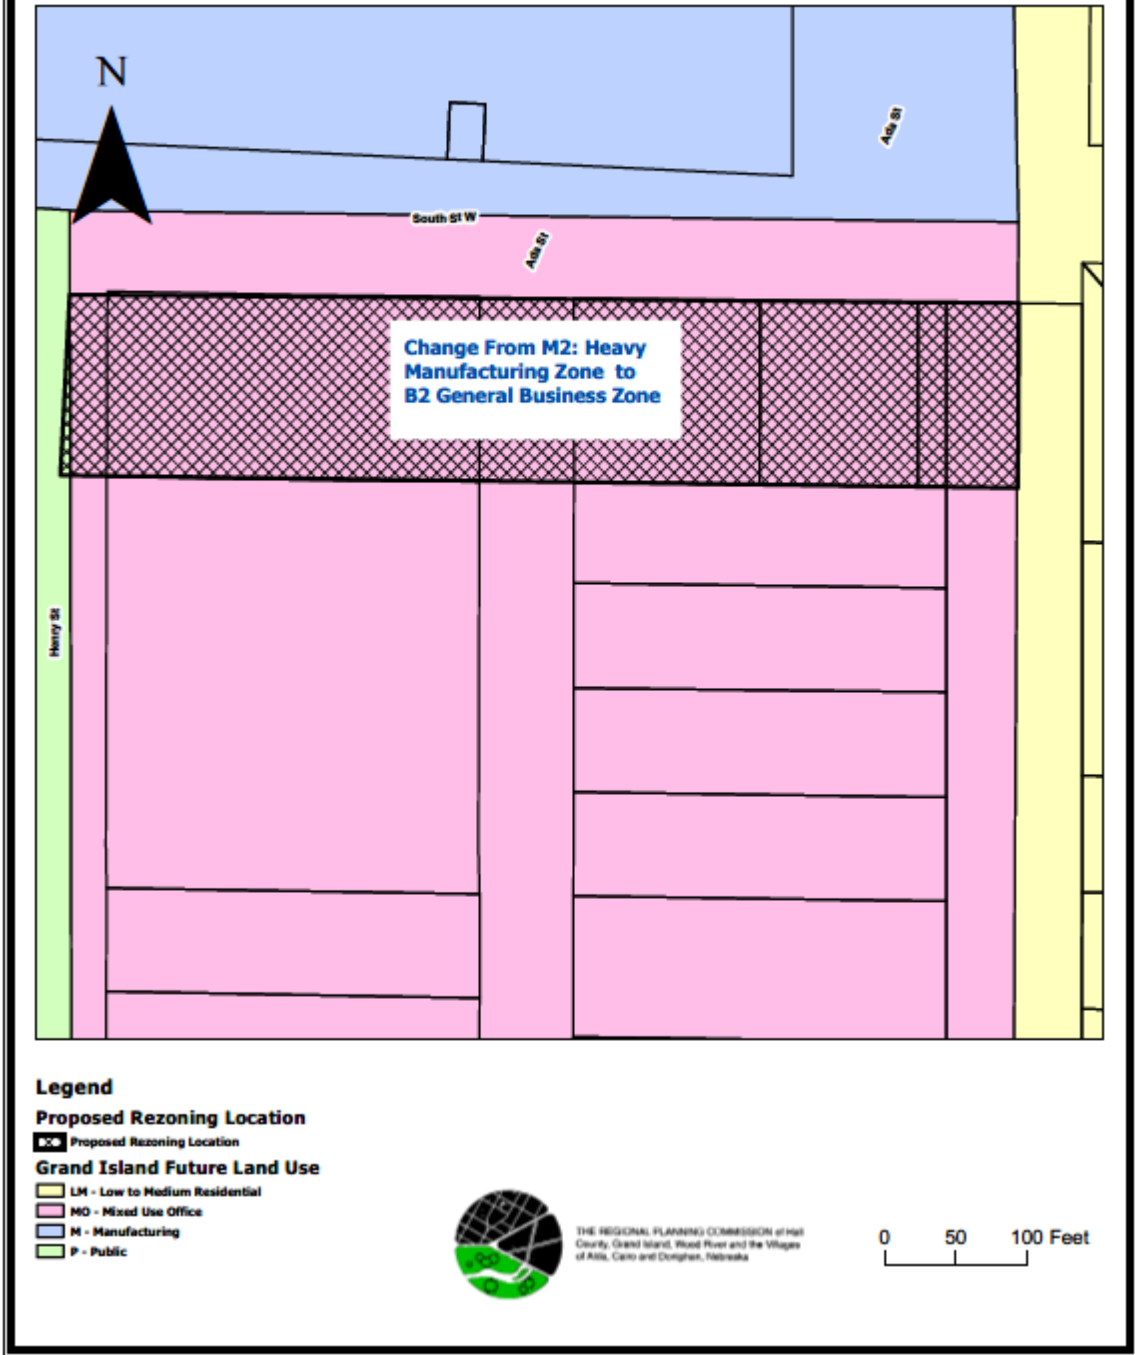 N
Ada St
South St W
Ada St
Change From M2: Heavy
Manufacturing Zone to
B2 General Business Zone
Henry St
Legend
Proposed Rezoning Location
Proposed Rezoning Location
Grand Island Future Land Use
LM - Low to Medium Residential
MO - Mixed Use Office
M - Manufacturing
P - Public
THE REGIONAL PLANNING COMMISSION of Hall
County, Grand Island, Wood River and the Villages
of Alda, Cairo and Doniphan, Nebraska
0 50 100 Feet